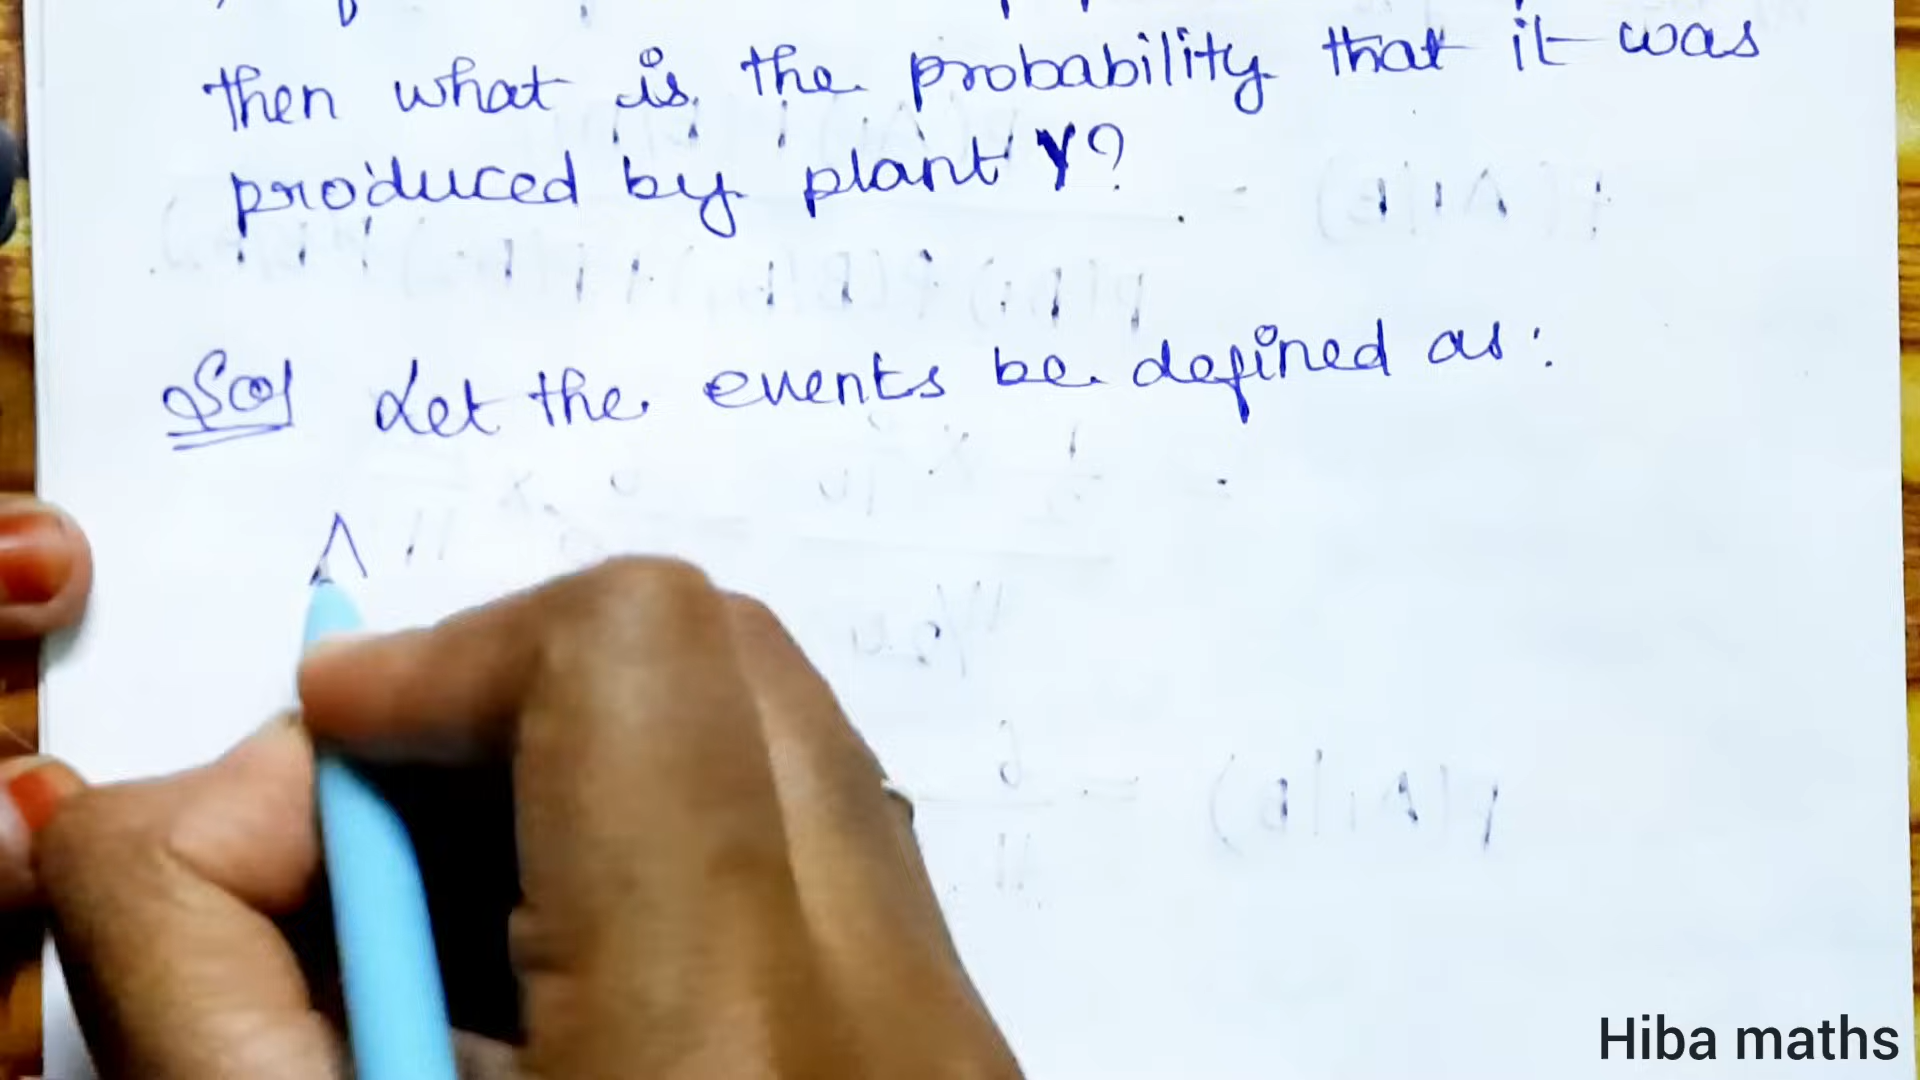 then what is the probability that it was
produced by plant Y?
Sol Let the events be defined as:
A
Hiba maths